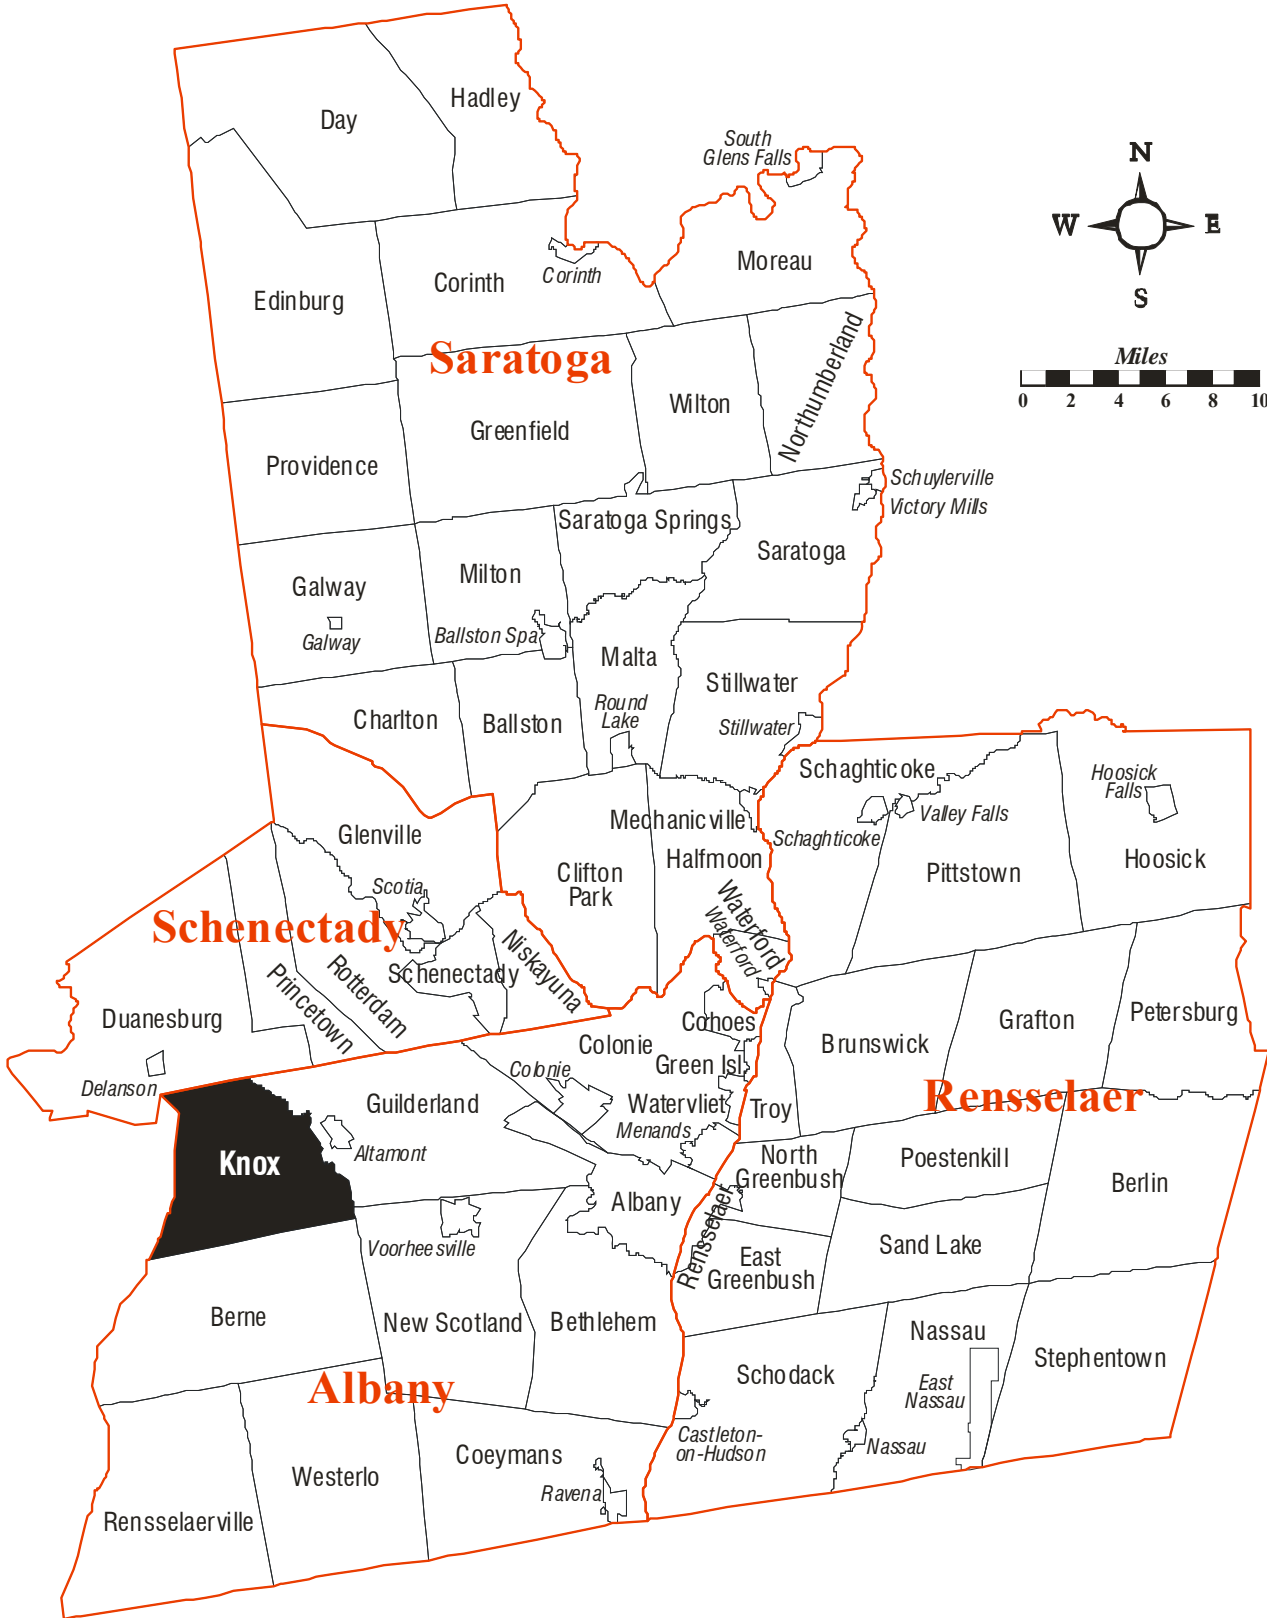 Hadley
Day
South
Glens Falls
N
W
E
S
Moreau
Corinth
Corinth
Edinburg
Saratoga
Northumberland
Miles
0 2 4 6 8 10
Wilton
Greenfield
Providence
Schuylerville
Victory Mills
Saratoga Springs
Saratoga
Milton
Galway
Galway
Ballston Spa
Malta
Stillwater
Round
Lake
Stillwater
Charlton
Ballston
Schaghticoke
Hoosick
Falls
Valley Falls
Schaghticoke
Mechanicville
Glenville
Halfmoon
Hoosick
Clifton
Park
Pittstown
Scotia
Waterford
Waterford
Schenectady
Niskayuna
Schenectady
Rotterdam
Princetown
Duanesburg
Delanson
Cohoes
Colonie
Green Isl.
Colonie
Brunswick
Grafton
Petersburg
Rensselaer
Guilderland
Watervliet
Menands
Troy
Altamont
Knox
North
Greenbush
Poestenkill
Berlin
Albany
Rensselaer
Voorheesville
East
Greenbush
Sand Lake
Berne
New Scotland
Bethlehem
Nassau
Stephentown
Schodack
East
Nassau
Albany
Castleton-
on-Hudson
Nassau
Coeymans
Westerlo
Ravena
Rensselaerville